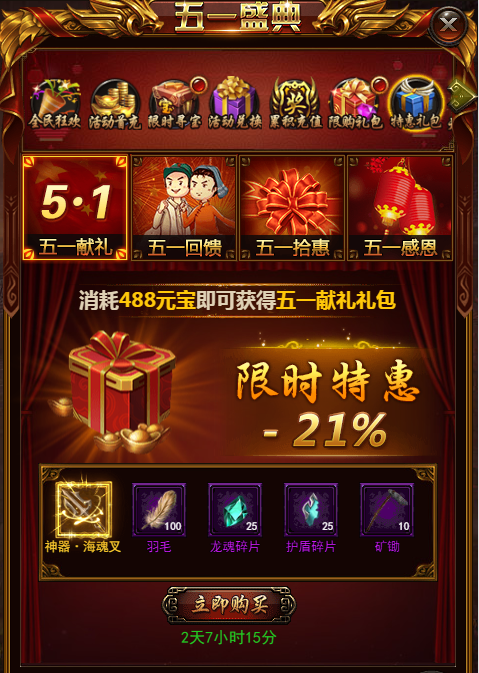 五一盛典
全民狂欢 活动首充 限时寻宝 活动兑换 累积充值 限购礼包 特惠礼包
奖
5·1
五一献礼 五一回馈 五一拾惠 五一感恩
消耗488元宝即可获得五一献礼礼包
限时特惠
- 21%
100 25 25 10
神器·海魂叉 羽毛 龙魂碎片 护盾碎片 矿锄
立即购买
2天7小时15分